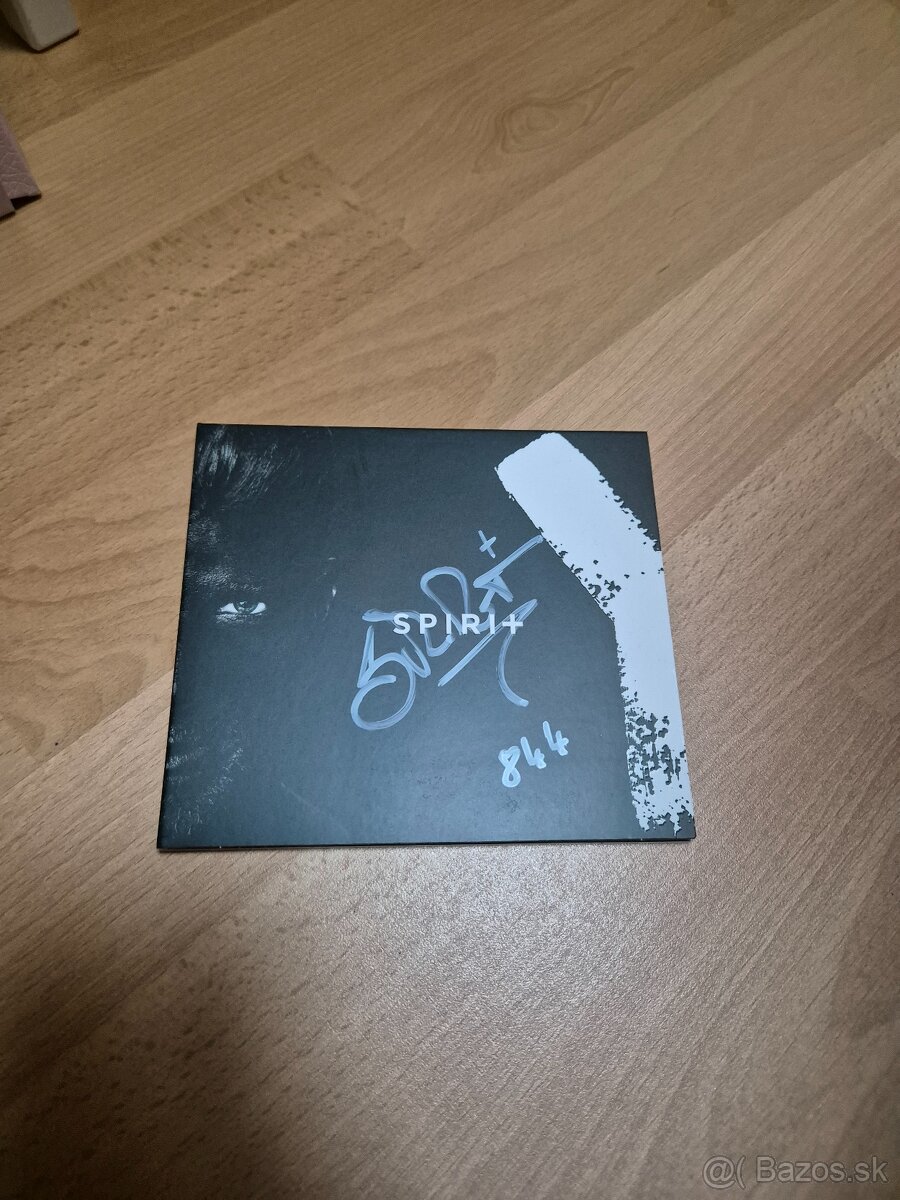 SPIRI+
844
@( Bazos.sk